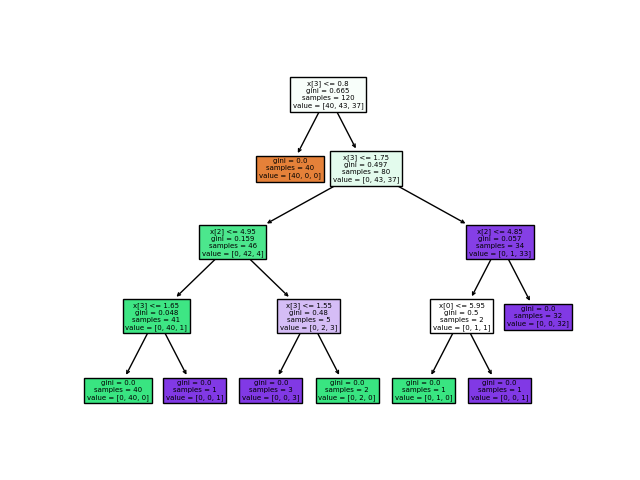 x[3] <= 0.8
gini = 0.665
samples = 120
value = [40, 43, 37]
gini = 0.0
samples = 40
value = [40, 0, 0]
x[3] <= 1.75
gini = 0.497
samples = 80
value = [0, 43, 37]
x[2] <= 4.95
gini = 0.159
samples = 46
value = [0, 42, 4]
x[2] <= 4.85
gini = 0.057
samples = 34
value = [0, 1, 33]
x[3] <= 1.65
gini = 0.048
samples = 41
value = [0, 40, 1]
x[3] <= 1.55
gini = 0.48
samples = 5
value = [0, 2, 3]
x[0] <= 5.95
gini = 0.5
samples = 2
value = [0, 1, 1]
gini = 0.0
samples = 32
value = [0, 0, 32]
gini = 0.0
samples = 40
value = [0, 40, 0]
gini = 0.0
samples = 1
value = [0, 0, 1]
gini = 0.0
samples = 3
value = [0, 0, 3]
gini = 0.0
samples = 2
value = [0, 2, 0]
gini = 0.0
samples = 1
value = [0, 1, 0]
gini = 0.0
samples = 1
value = [0, 0, 1]